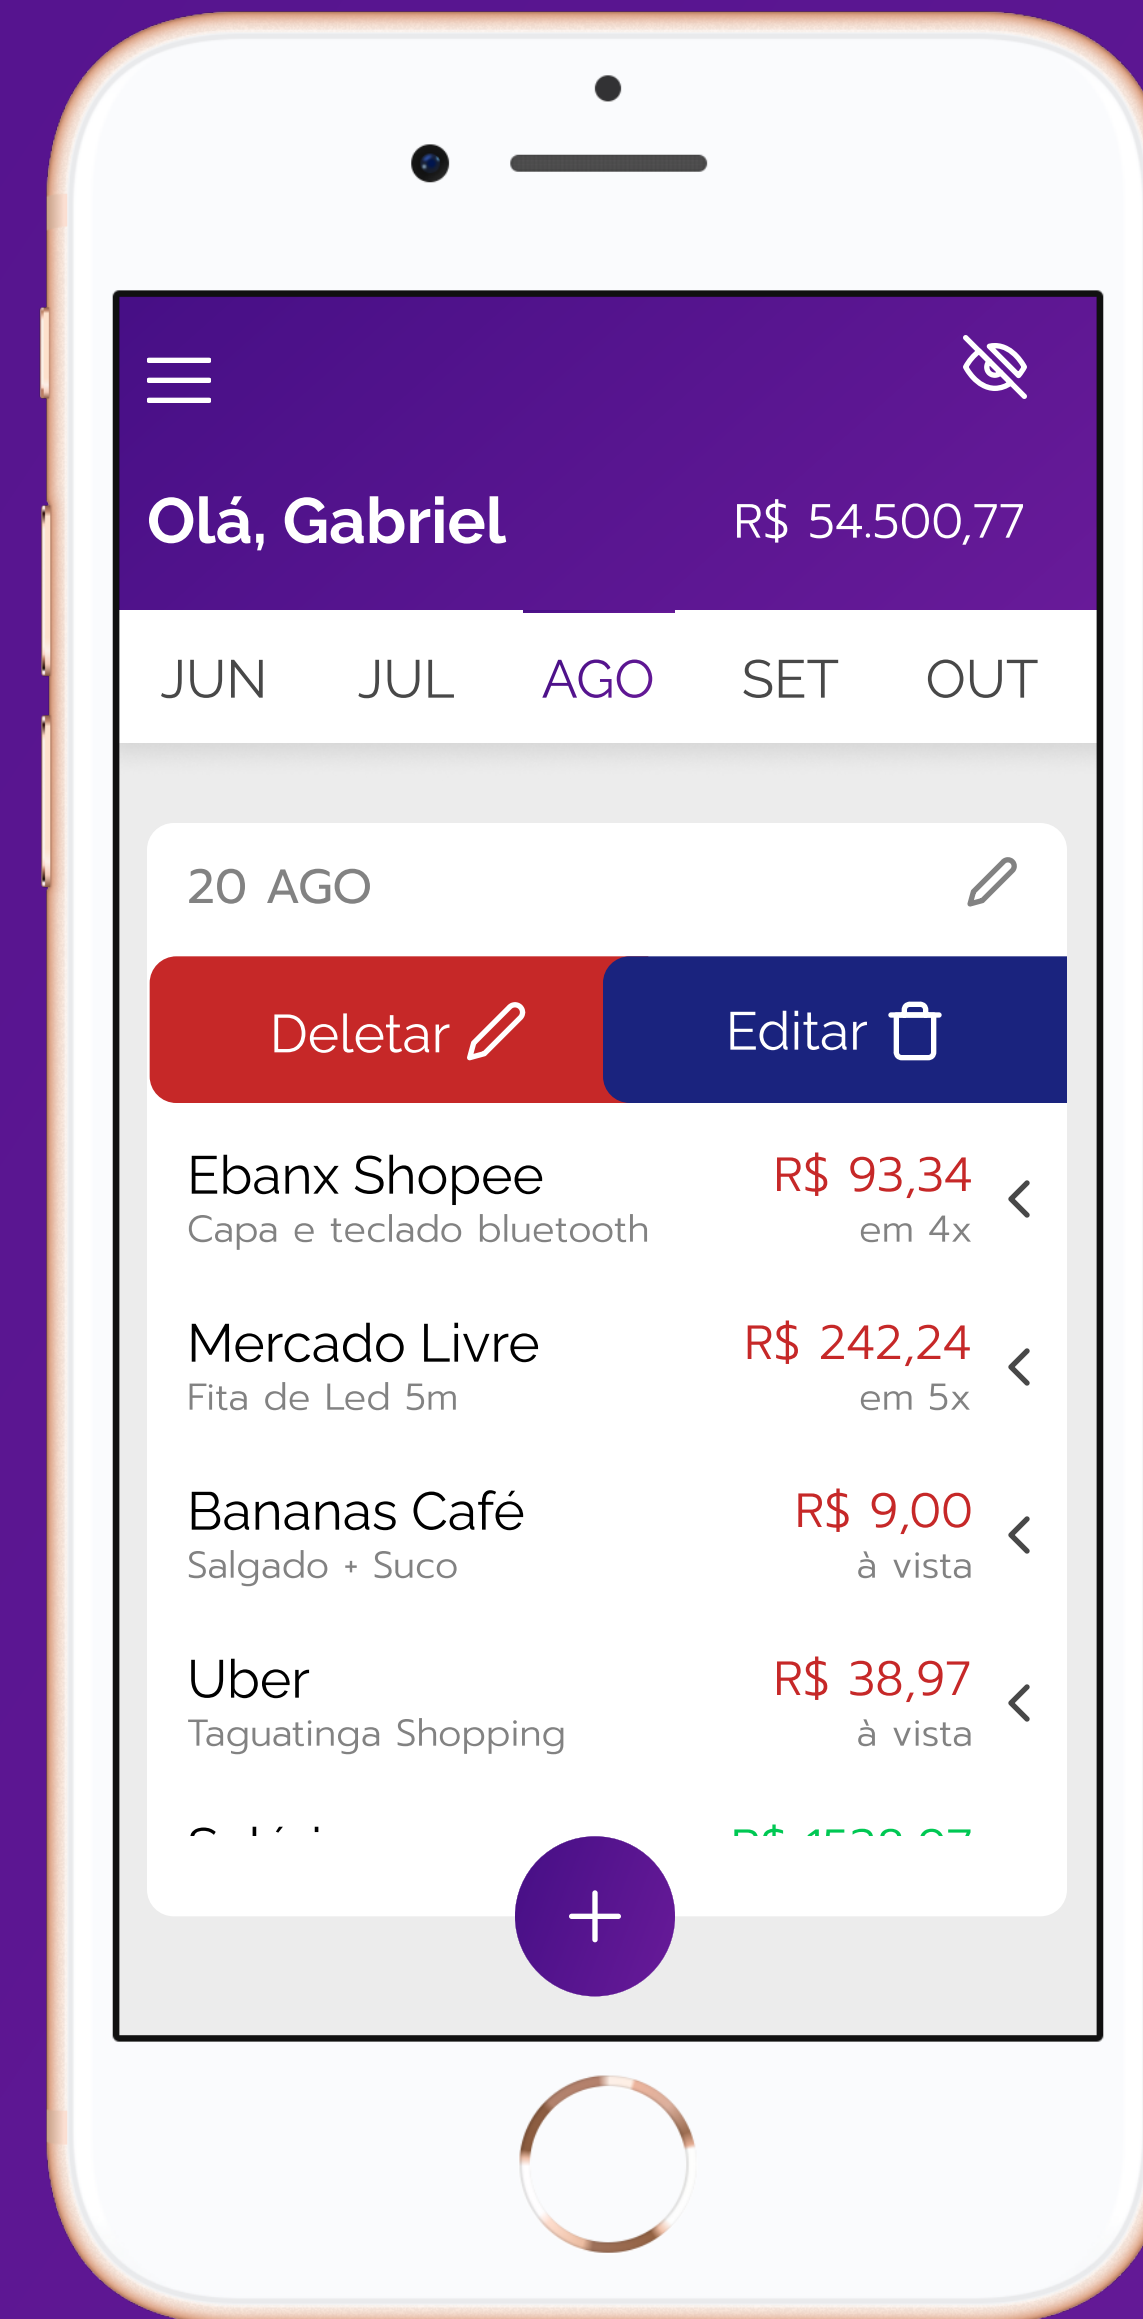 Olá, Gabriel R$ 54.500,77
JUN JUL AGO SET OUT
20 AGO
Deletar Editar
Ebanx Shopee R$ 93,34
Capa e teclado bluetooth em 4x
Mercado Livre R$ 242,24
Fita de Led 5m em 5x
Bananas Café R$ 9,00
Salgado + Suco à vista
Uber R$ 38,97
Taguatinga Shopping à vista